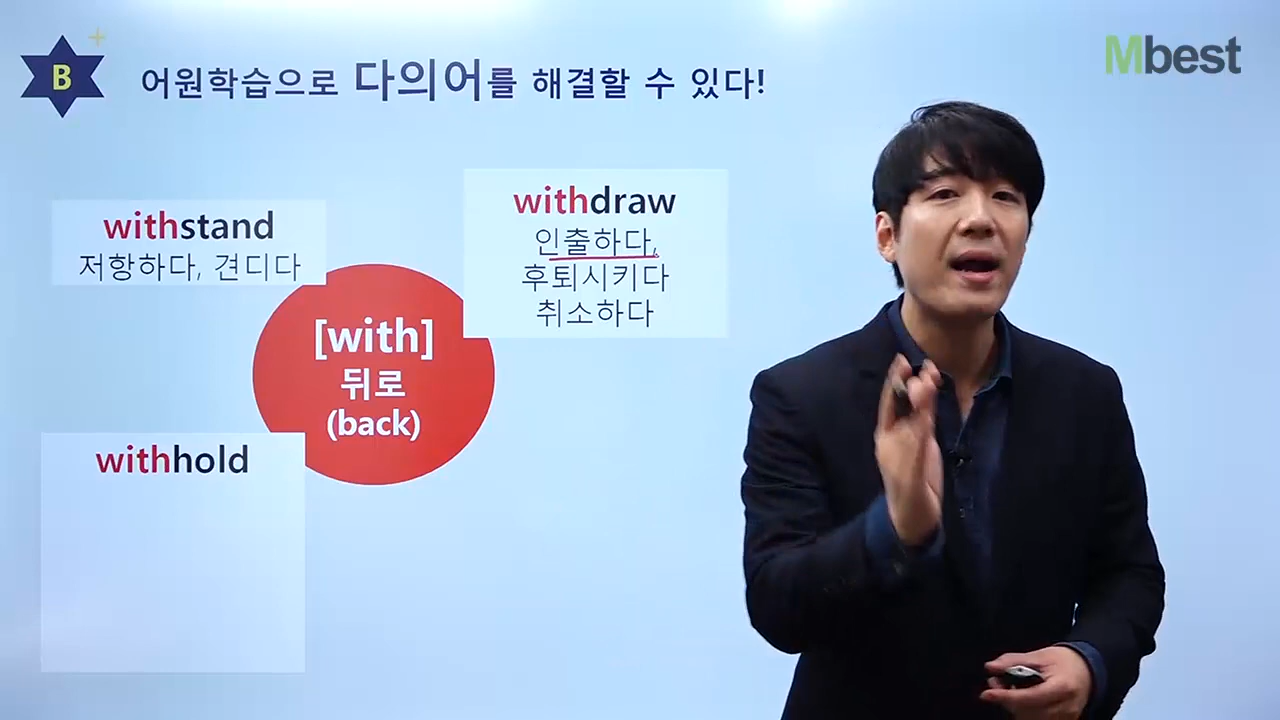 B
어원학습으로 다의어를 해결할 수 있다!
Mbest
withstand
저항하다, 견디다
withdraw
인출하다,
후퇴시키다
취소하다
[with]
뒤로
(back)
withhold